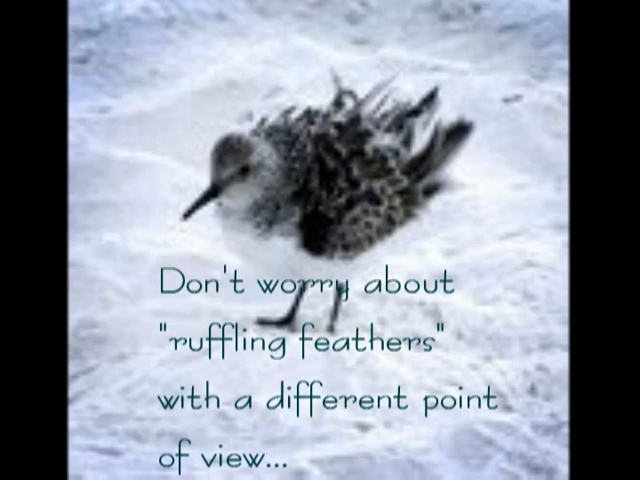 Don't worry about
"ruffling feathers"
with a different point
of view...